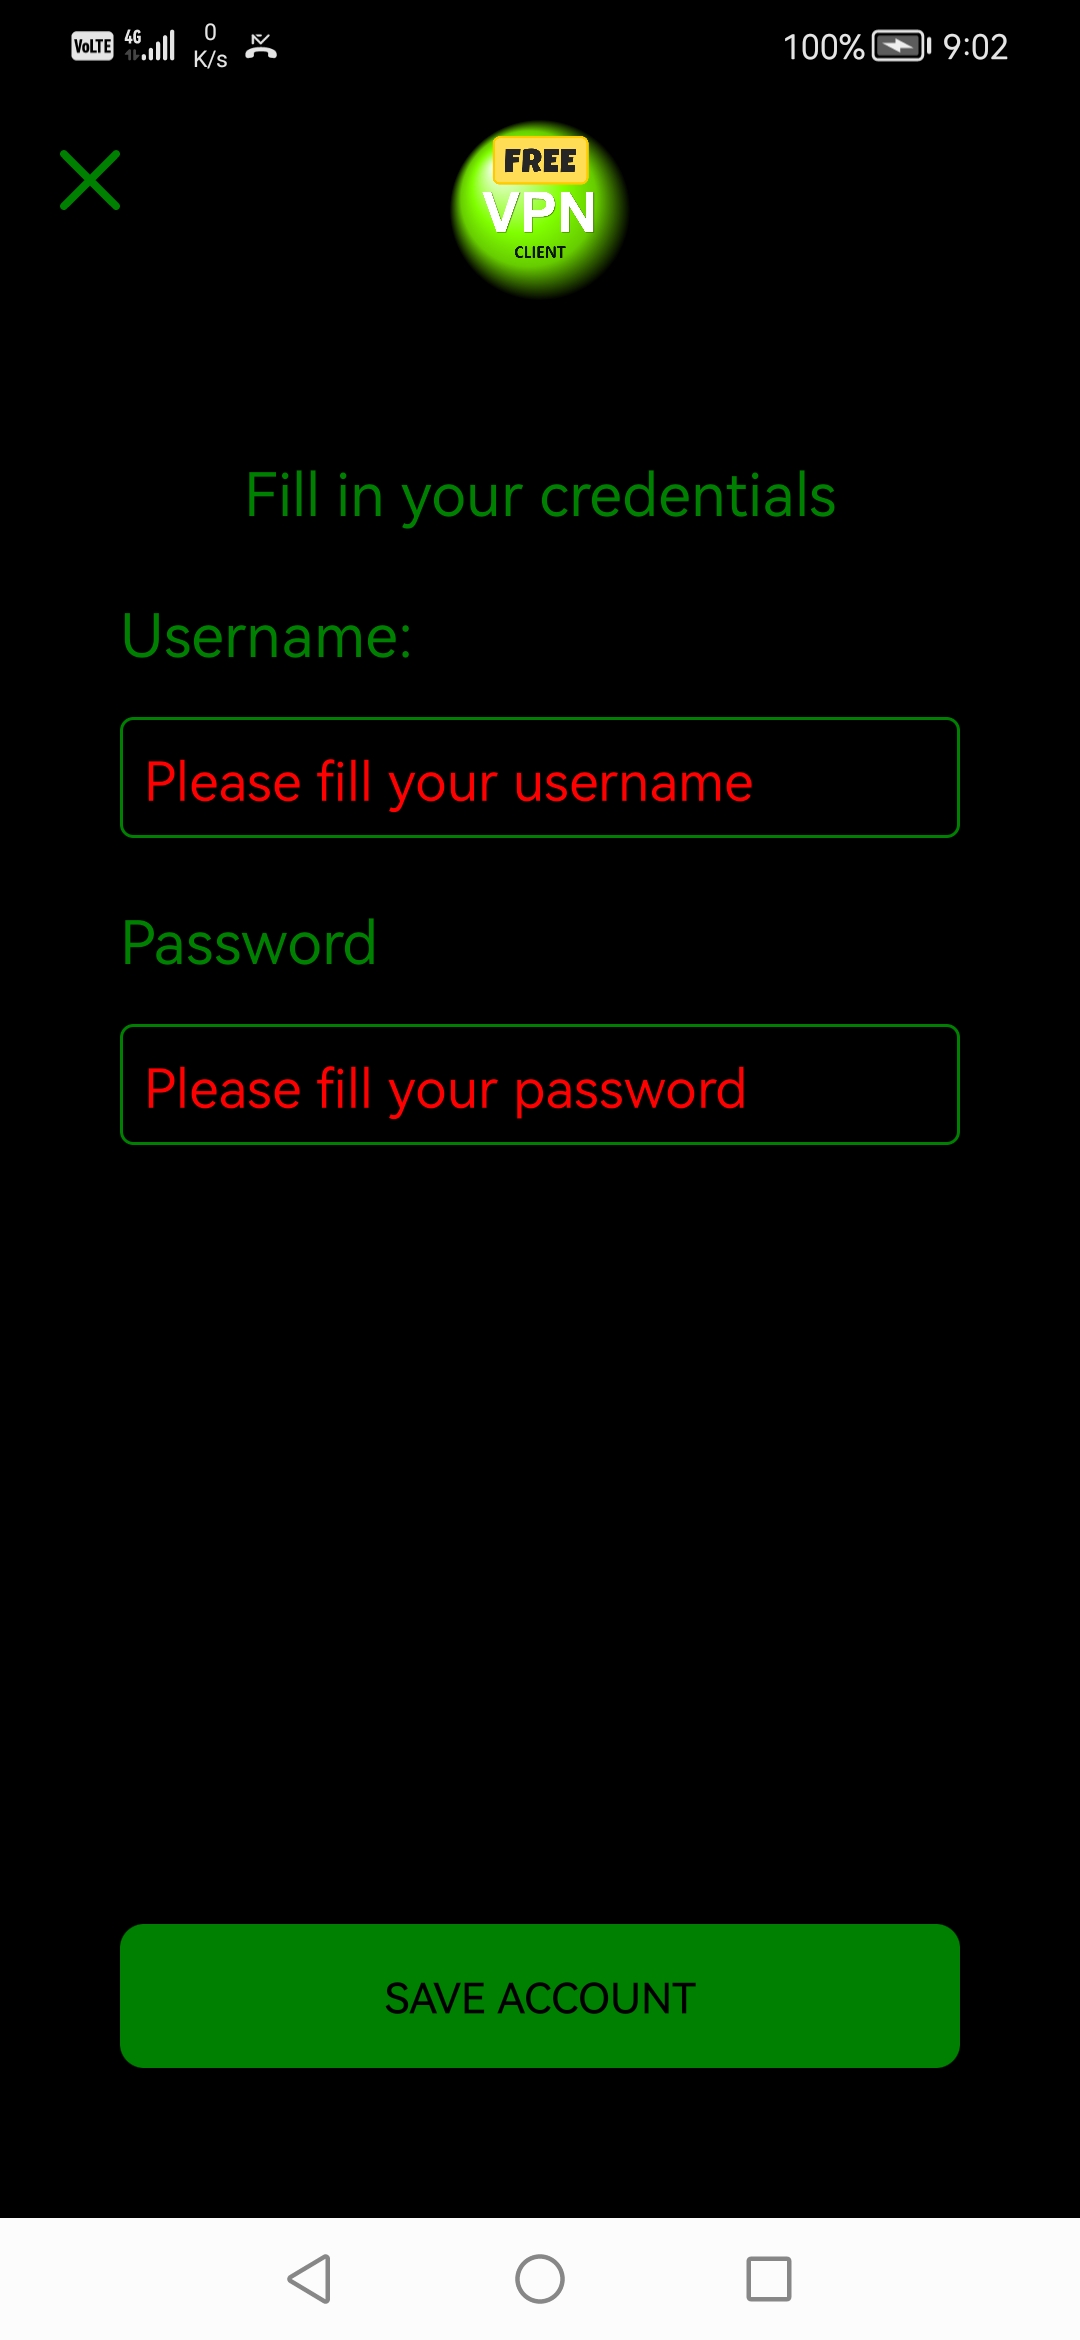 VoLTE 4G 0 K/s 100% 9:02
FREE
VPN
CLIENT
Fill in your credentials
Username:
Please fill your username
Password
Please fill your password
SAVE ACCOUNT